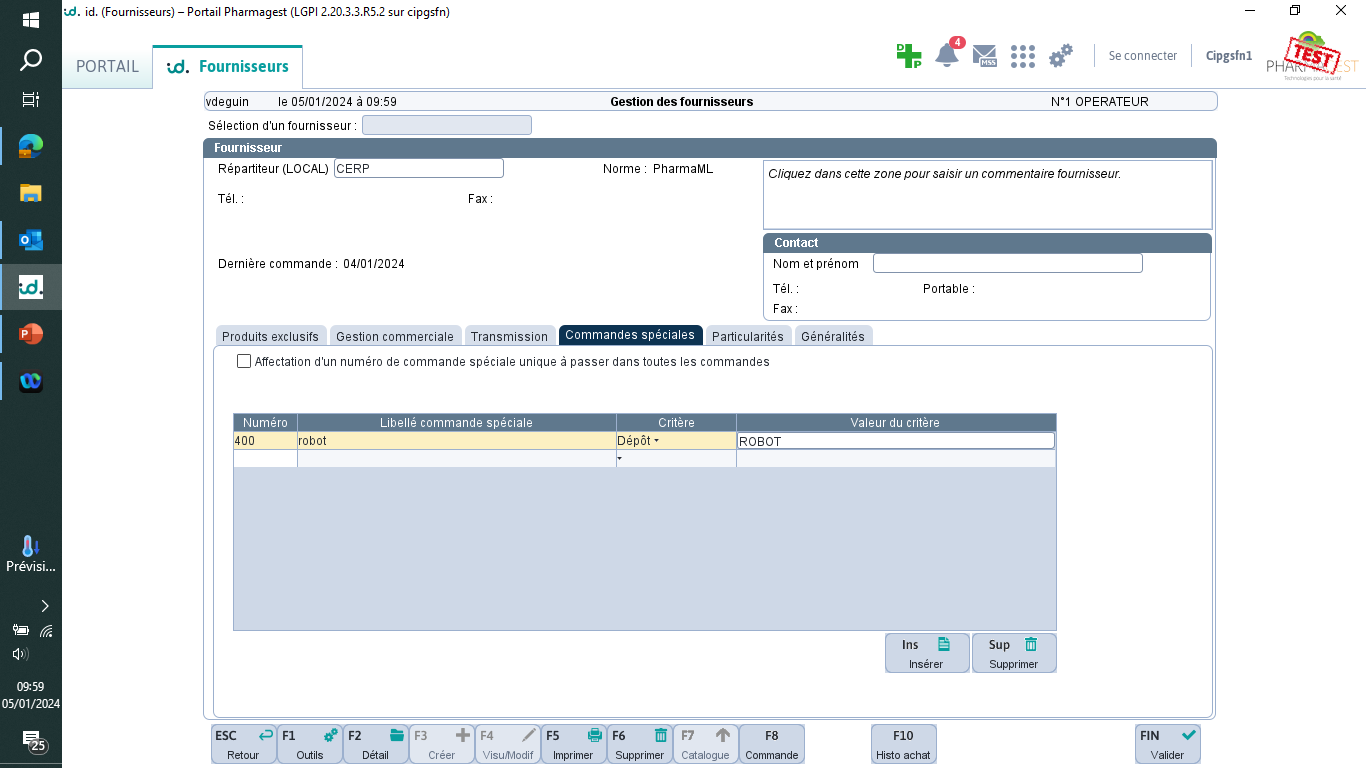 id. (Fournisseurs) – Portail Pharmagest (LGPI 2.20.3.3.R5.2 sur cipgsfn)
PORTAIL
id. Fournisseurs
D P
4
MSS
Se connecter
Cipgsfn1
TEST
Technologies pour la santé
vdeguin le 05/01/2024 à 09:59 Gestion des fournisseurs N°1 OPERATEUR
Sélection d'un fournisseur :
Fournisseur
Répartiteur (LOCAL) CERP Norme : PharmaML
Cliquez dans cette zone pour saisir un commentaire fournisseur.
Tél. : Fax :
Contact
Dernière commande : 04/01/2024
Nom et prénom
Tél. : Portable :
Fax :
Produits exclusifs Gestion commerciale Transmission Commandes spéciales Particularités Généralités
Affectation d'un numéro de commande spéciale unique à passer dans toutes les commandes
Numéro Libellé commande spéciale Critère Valeur du critère
400 robot Dépôt ROBOT
Ins Sup
Insérer Supprimer
ESC F1 F2 F3 F4 F5 F6 F7 F8 F10 FIN
Retour Outils Détail Créer Visu/Modif Imprimer Supprimer Catalogue Commande Histo achat Valider
id.
Prévisi...
09:59
05/01/2024
25